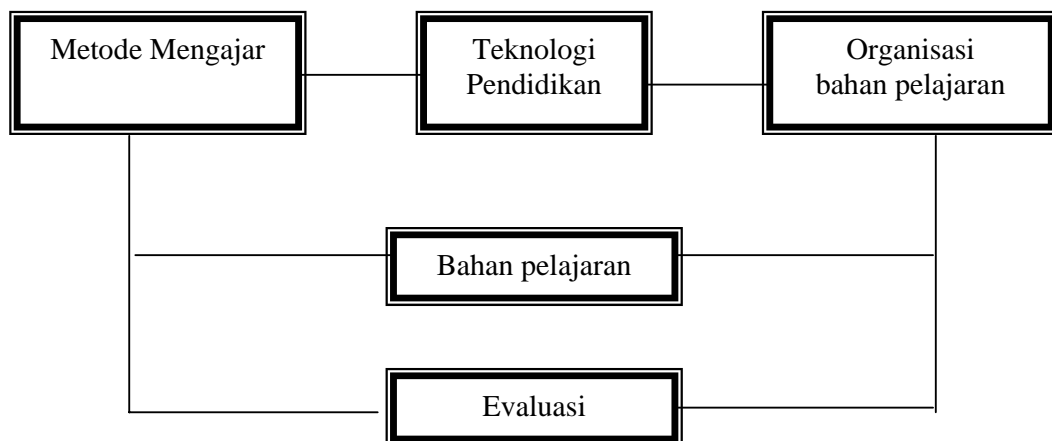 Metode Mengajar
Teknologi
Pendidikan
Organisasi
bahan pelajaran
Bahan pelajaran
Evaluasi